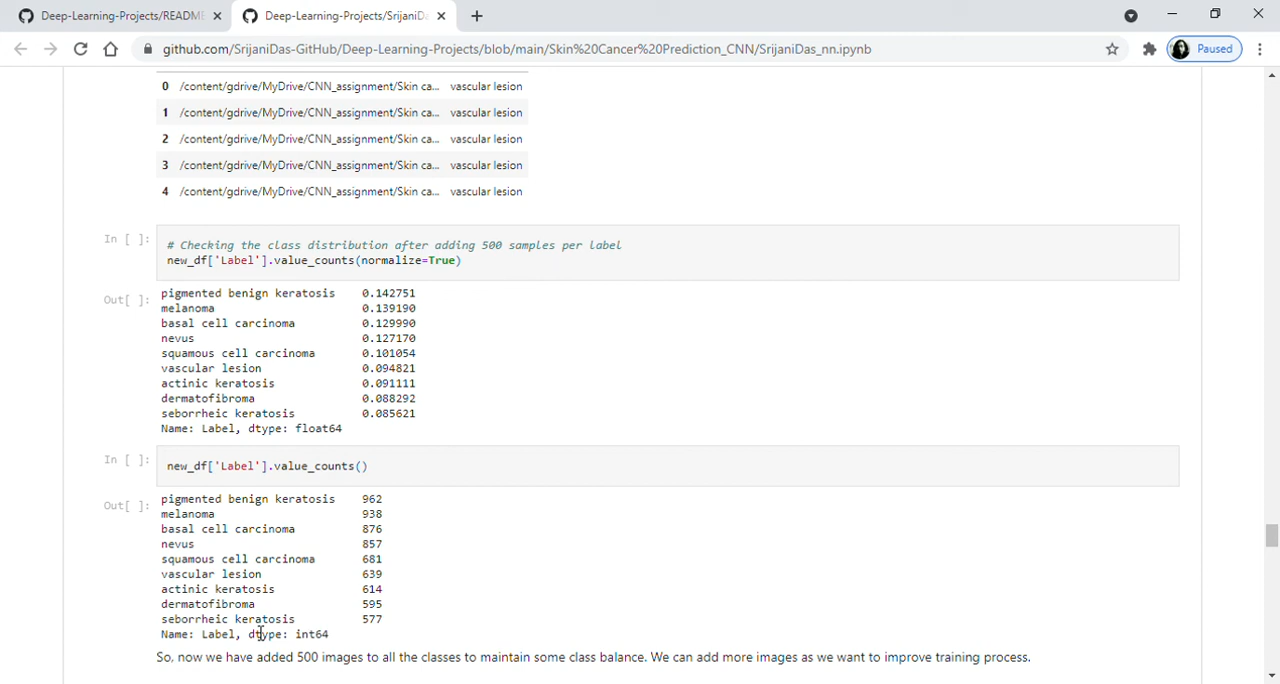 Deep-Learning-Projects/README
Deep-Learning-Projects/SrijaniDa
github.com/SrijaniDas-GitHub/Deep-Learning-Projects/blob/main/Skin%20Cancer%20Prediction_CNN/SrijaniDas_nn.ipynb
Paused
0 /content/gdrive/MyDrive/CNN_assignment/Skin ca... vascular lesion
1 /content/gdrive/MyDrive/CNN_assignment/Skin ca... vascular lesion
2 /content/gdrive/MyDrive/CNN_assignment/Skin ca... vascular lesion
3 /content/gdrive/MyDrive/CNN_assignment/Skin ca... vascular lesion
4 /content/gdrive/MyDrive/CNN_assignment/Skin ca... vascular lesion
In [ ]:
# Checking the class distribution after adding 500 samples per label
new_df['Label'].value_counts(normalize=True)
Out[ ]:
pigmented benign keratosis 0.142751
melanoma 0.139190
basal cell carcinoma 0.129990
nevus 0.127170
squamous cell carcinoma 0.101054
vascular lesion 0.094821
actinic keratosis 0.091111
dermatofibroma 0.088292
seborrheic keratosis 0.085621
Name: Label, dtype: float64
In [ ]:
new_df['Label'].value_counts()
Out[ ]:
pigmented benign keratosis 962
melanoma 938
basal cell carcinoma 876
nevus 857
squamous cell carcinoma 681
vascular lesion 639
actinic keratosis 614
dermatofibroma 595
seborrheic keratosis 577
Name: Label, dtype: int64
So, now we have added 500 images to all the classes to maintain some class balance. We can add more images as we want to improve training process.